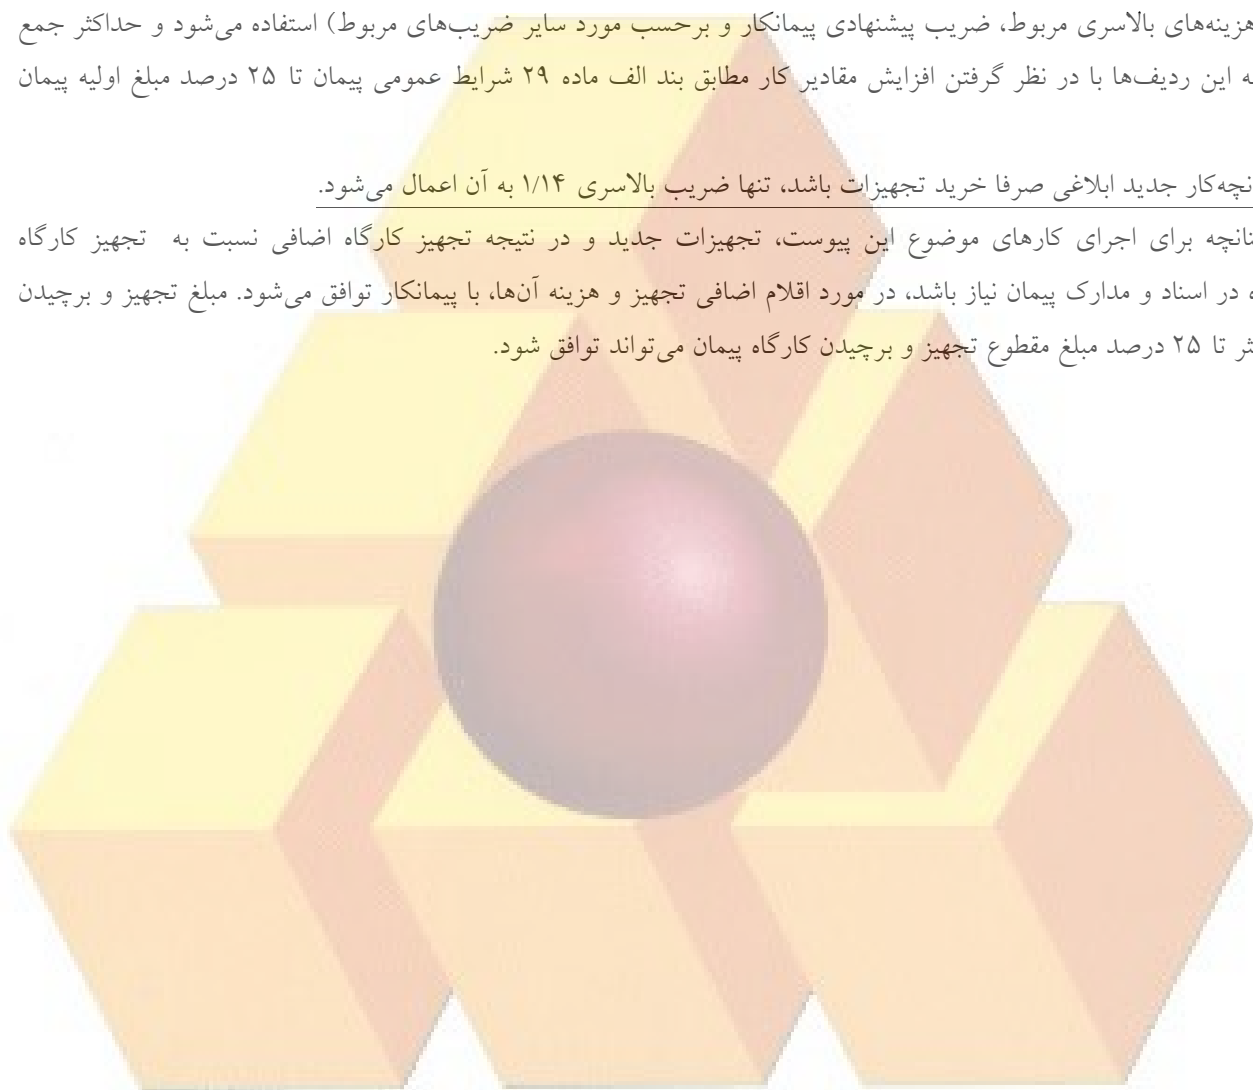 هزینه‌های بالاسری مربوط، ضریب پیشنهادی پیمانکار و برحسب مورد سایر ضریب‌های مربوط) استفاده می‌شود و حداکثر جمع
این ردیف‌ها با در نظر گرفتن افزایش مقادیر کار مطابق بند الف ماده ۲۹ شرایط عمومی پیمان تا ۲۵ درصد مبلغ اولیه پیمان
جدید ابلاغی صرفا خرید تجهیزات باشد، تنها ضریب بالاسری ۱/۱۴ به آن اعمال می‌شود.
برای اجرای کارهای موضوع این پیوست، تجهیزات جدید و در نتیجه تجهیز کارگاه اضافی نسبت به تجهیز کارگاه
در اسناد و مدارک پیمان نیاز باشد، در مورد اقلام اضافی تجهیز و هزینه آن‌ها، با پیمانکار توافق می‌شود. مبلغ تجهیز و برچیدن
تا ۲۵ درصد مبلغ مقطوع تجهیز و برچیدن کارگاه پیمان می‌تواند توافق شود.